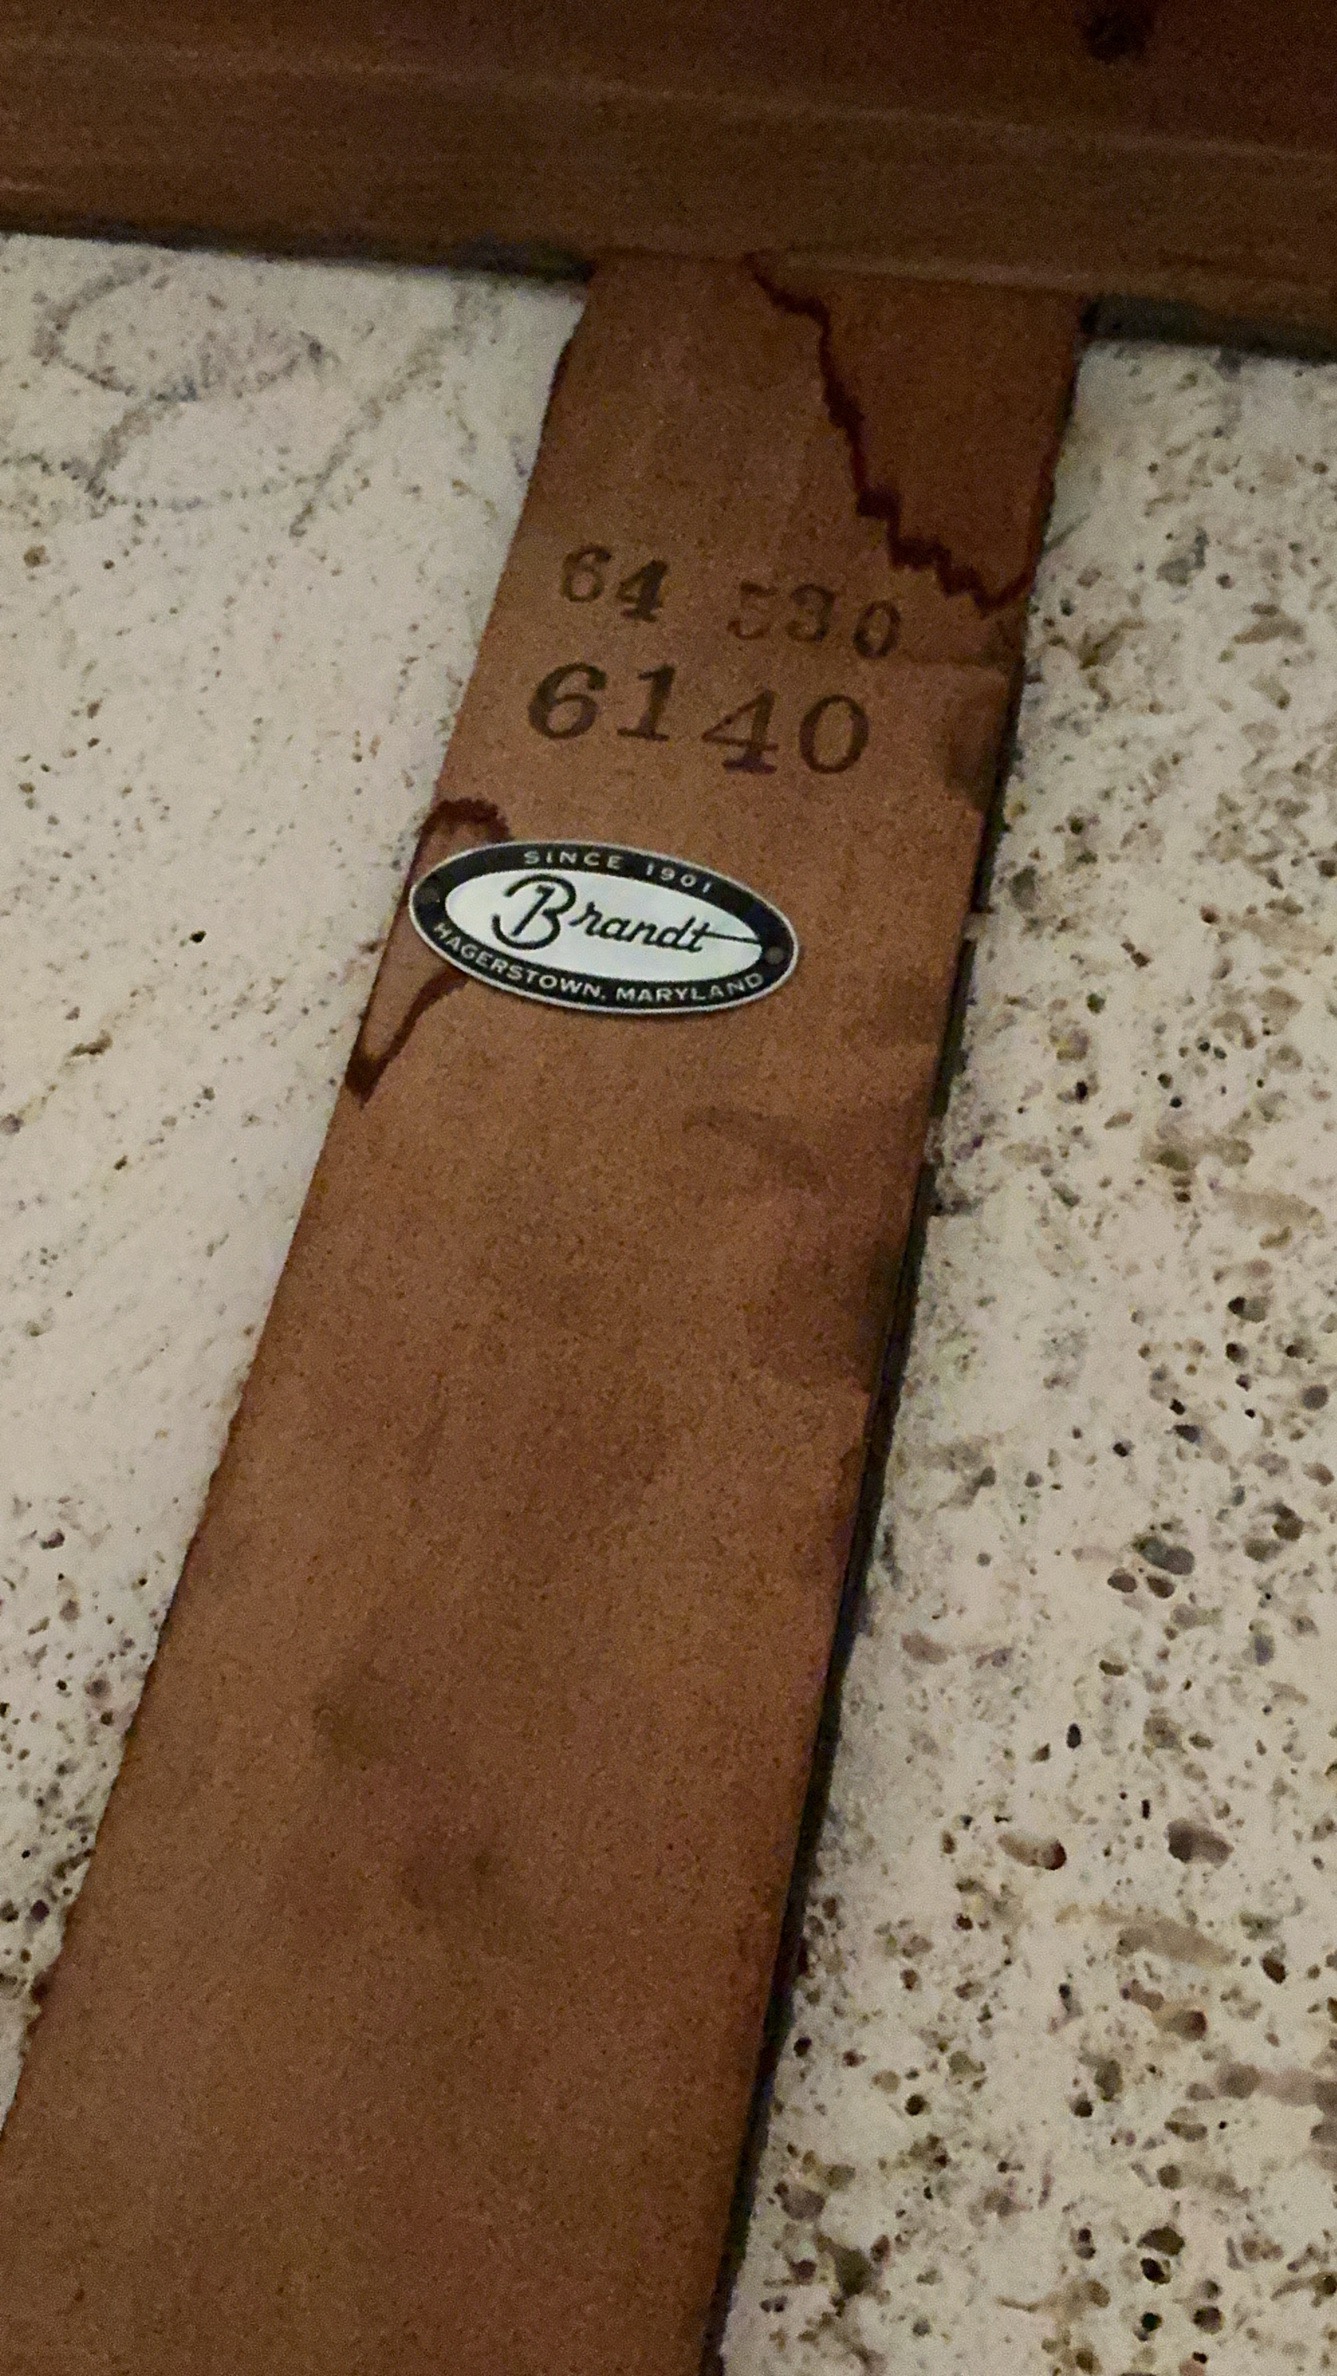 64 530
6140
SINCE 1901
Brandt
HAGERSTOWN, MARYLAND